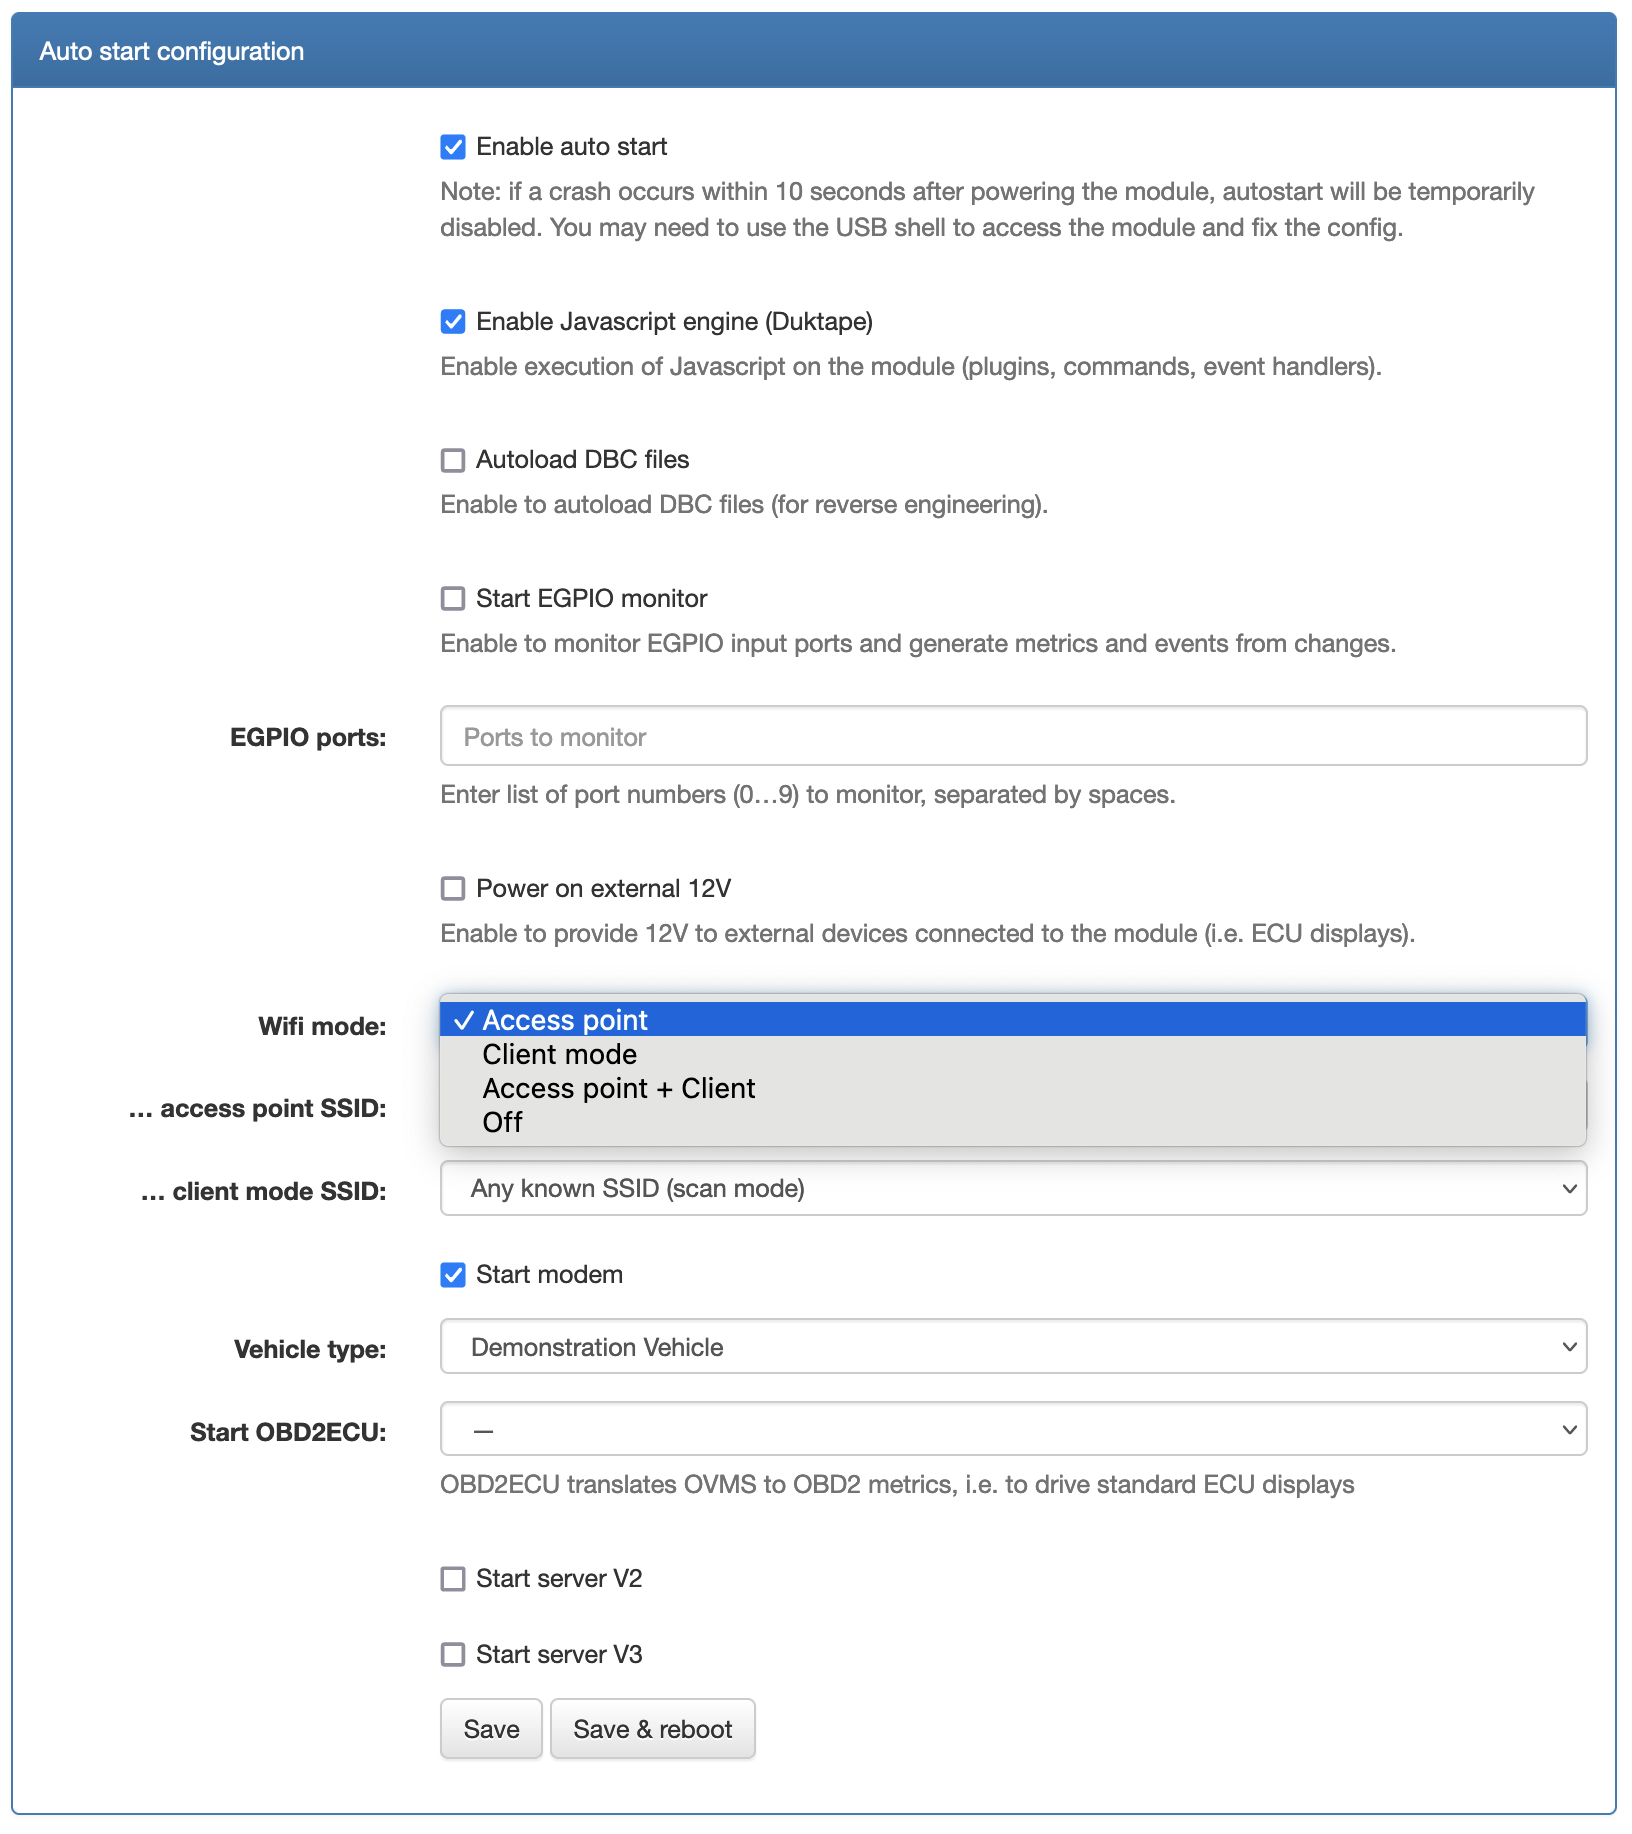 Auto start configuration
Enable auto start
Note: if a crash occurs within 10 seconds after powering the module, autostart will be temporarily
disabled. You may need to use the USB shell to access the module and fix the config.
Enable Javascript engine (Duktape)
Enable execution of Javascript on the module (plugins, commands, event handlers).
Autoload DBC files
Enable to autoload DBC files (for reverse engineering).
Start EGPIO monitor
Enable to monitor EGPIO input ports and generate metrics and events from changes.
EGPIO ports: Ports to monitor
Enter list of port numbers (0…9) to monitor, separated by spaces.
Power on external 12V
Enable to provide 12V to external devices connected to the module (i.e. ECU displays).
Wifi mode: ✓ Access point
Client mode
Access point + Client
… access point SSID:
Off
… client mode SSID: Any known SSID (scan mode)
Start modem
Vehicle type: Demonstration Vehicle
Start OBD2ECU: —
OBD2ECU translates OVMS to OBD2 metrics, i.e. to drive standard ECU displays
Start server V2
Start server V3
Save Save & reboot